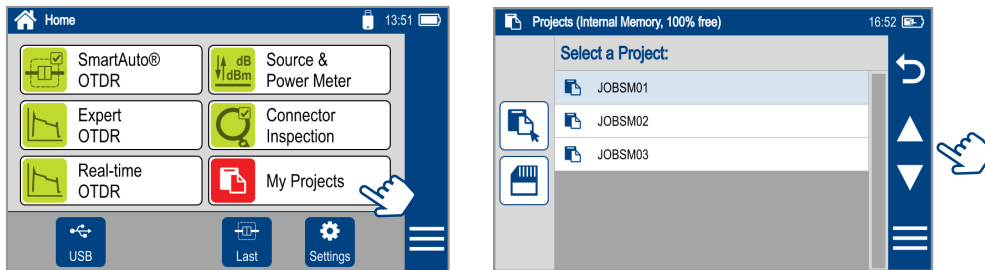 Home
13:51
SmartAuto®
OTDR
dB
dBm
Source &
Power Meter
Expert
OTDR
Connector
Inspection
Real-time
OTDR
My Projects
USB
Last
Settings
Projects (Internal Memory, 100% free)
16:52
Select a Project:
JOBSM01
JOBSM02
JOBSM03